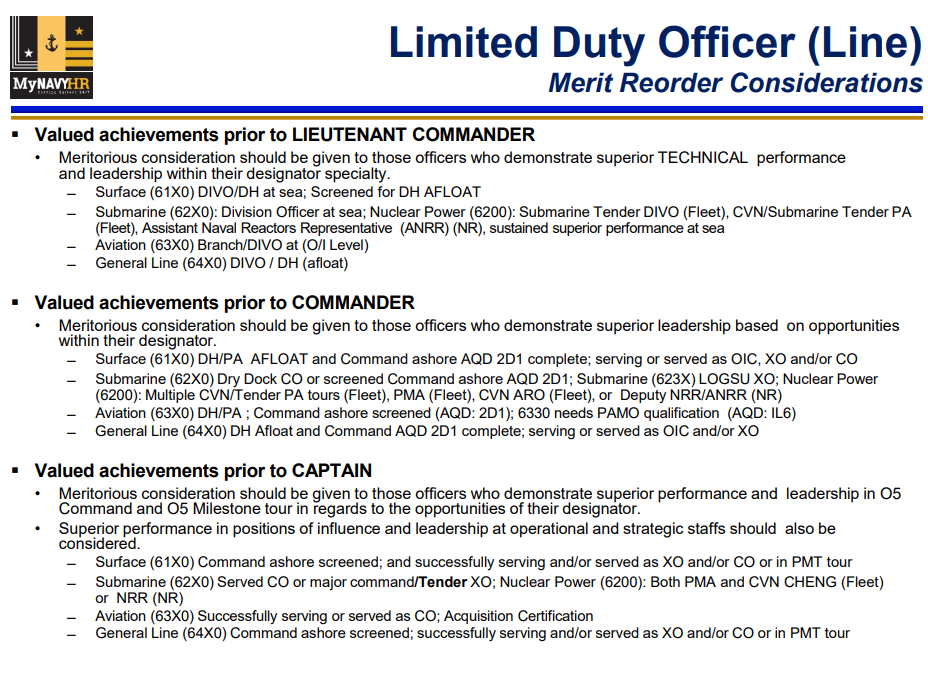 MyNAVYHR
Limited Duty Officer (Line)
Merit Reorder Considerations
▪ Valued achievements prior to LIEUTENANT COMMANDER
• Meritorious consideration should be given to those officers who demonstrate superior TECHNICAL performance
and leadership within their designator specialty.
– Surface (61X0) DIVO/DH at sea; Screened for DH AFLOAT
– Submarine (62X0): Division Officer at sea; Nuclear Power (6200): Submarine Tender DIVO (Fleet), CVN/Submarine Tender PA
(Fleet), Assistant Naval Reactors Representative (ANRR) (NR), sustained superior performance at sea
– Aviation (63X0) Branch/DIVO at (O/I Level)
– General Line (64X0) DIVO / DH (afloat)
▪ Valued achievements prior to COMMANDER
• Meritorious consideration should be given to those officers who demonstrate superior leadership based on opportunities
within their designator.
– Surface (61X0) DH/PA AFLOAT and Command ashore AQD 2D1 complete; serving or served as OIC, XO and/or CO
– Submarine (62X0) Dry Dock CO or screened Command ashore AQD 2D1; Submarine (623X) LOGSU XO; Nuclear Power
(6200): Multiple CVN/Tender PA tours (Fleet), PMA (Fleet), CVN ARO (Fleet), or Deputy NRR/ANRR (NR)
– Aviation (63X0) DH/PA ; Command ashore screened (AQD: 2D1); 6330 needs PAMO qualification (AQD: IL6)
– General Line (64X0) DH Afloat and Command AQD 2D1 complete; serving or served as OIC and/or XO
▪ Valued achievements prior to CAPTAIN
• Meritorious consideration should be given to those officers who demonstrate superior performance and leadership in O5
Command and O5 Milestone tour in regards to the opportunities of their designator.
• Superior performance in positions of influence and leadership at operational and strategic staffs should also be
considered.
– Surface (61X0) Command ashore screened; and successfully serving and/or served as XO and/or CO or in PMT tour
– Submarine (62X0) Served CO or major command/Tender XO; Nuclear Power (6200): Both PMA and CVN CHENG (Fleet)
or NRR (NR)
– Aviation (63X0) Successfully serving or served as CO; Acquisition Certification
– General Line (64X0) Command ashore screened; successfully serving and/or served as XO and/or CO or in PMT tour